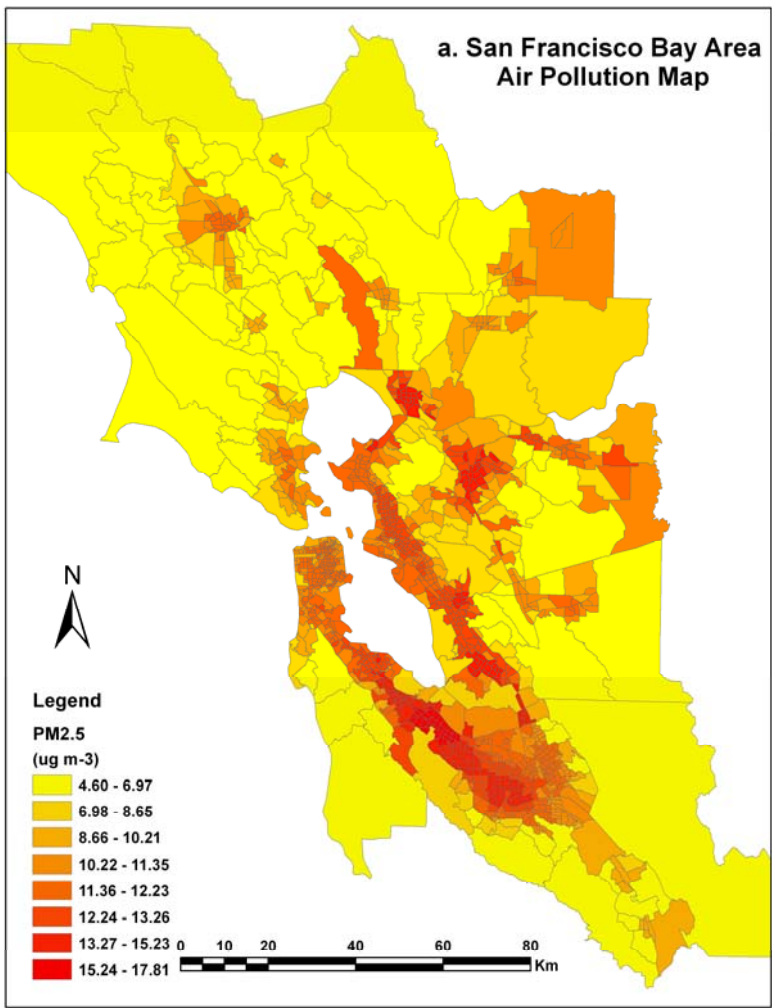 a. San Francisco Bay Area
Air Pollution Map
N
Legend
PM2.5
(ug m-3)
4.60 - 6.97
6.98 - 8.65
8.66 - 10.21
10.22 - 11.35
11.36 - 12.23
12.24 - 13.26
13.27 - 15.23
15.24 - 17.81
0 10 20 40 60 80
Km